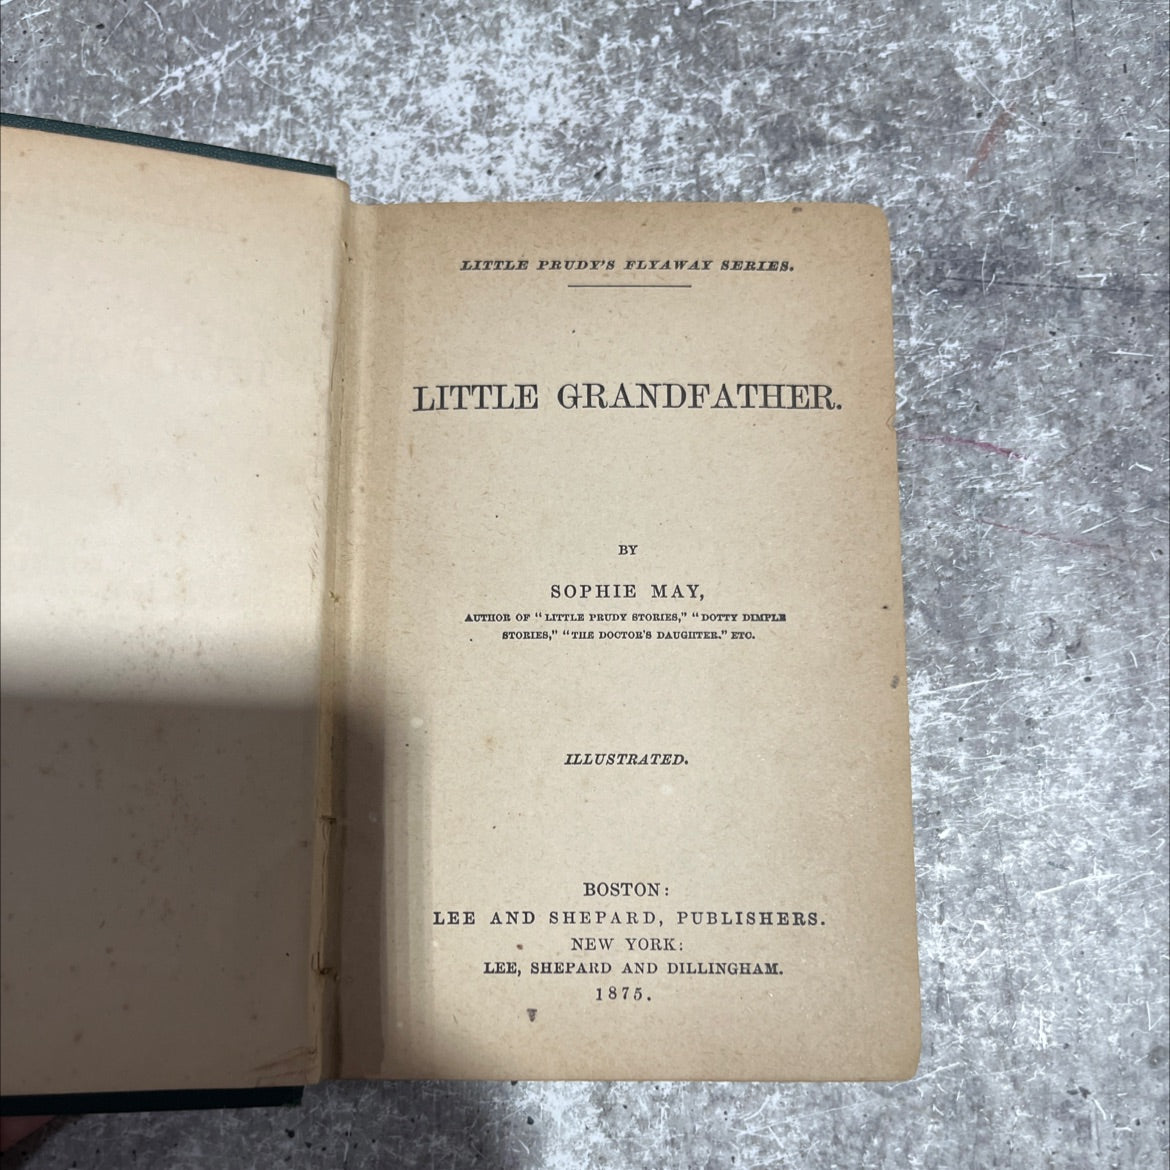 LITTLE PRUDY'S FLYAWAY SERIES.
LITTLE GRANDFATHER.
BY
SOPHIE MAY,
AUTHOR OF "LITTLE PRUDY STORIES," "DOTTY DIMPLE
STORIES," "THE DOCTOR'S DAUGHTER." ETC.
ILLUSTRATED.
BOSTON:
LEE AND SHEPARD, PUBLISHERS.
NEW YORK:
LEE, SHEPARD AND DILLINGHAM.
1875.